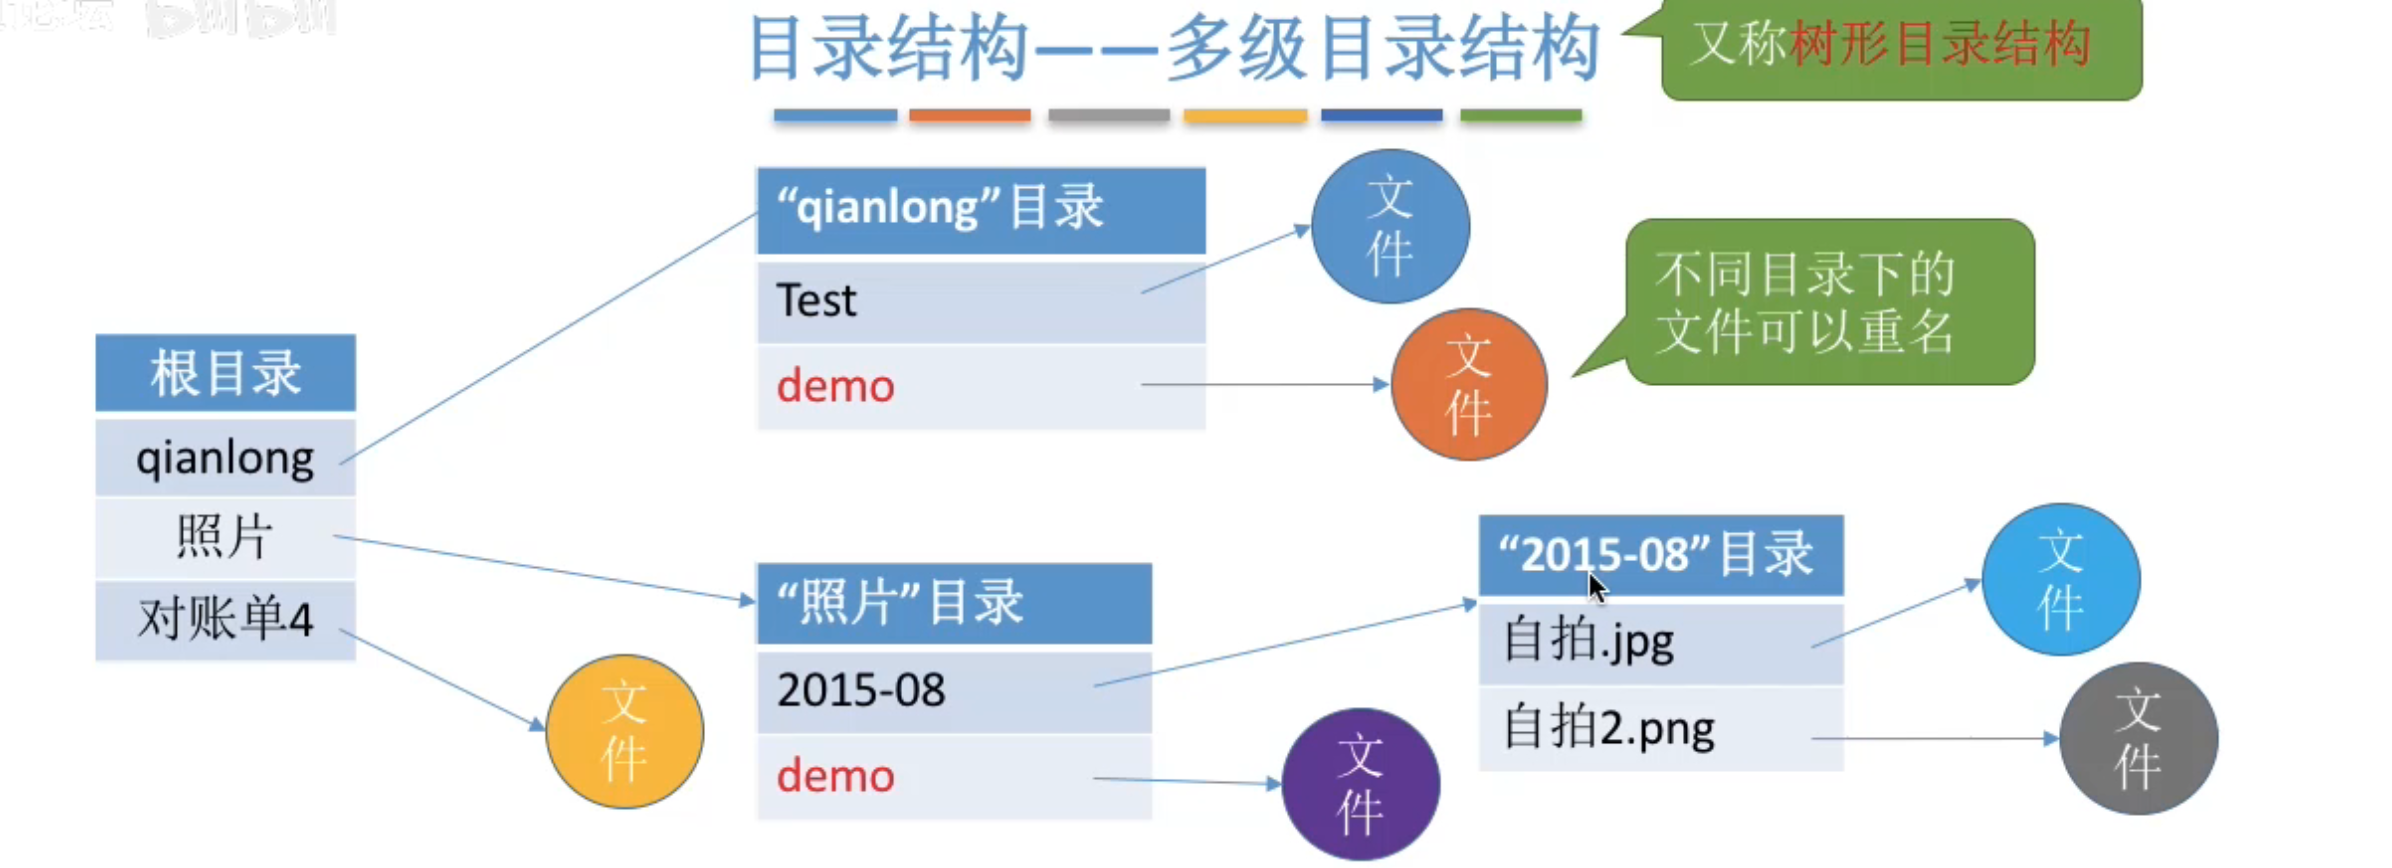 目录结构——多级目录结构
又称树形目录结构
“qianlong”目录
Test
demo
文
件
文
件
不同目录下的
文件可以重名
根目录
qianlong
照片
对账单4
文
件
“照片”目录
2015-08
demo
文
件
“2015-08”目录
自拍.jpg
自拍2.png
文
件
文
件
bilibili